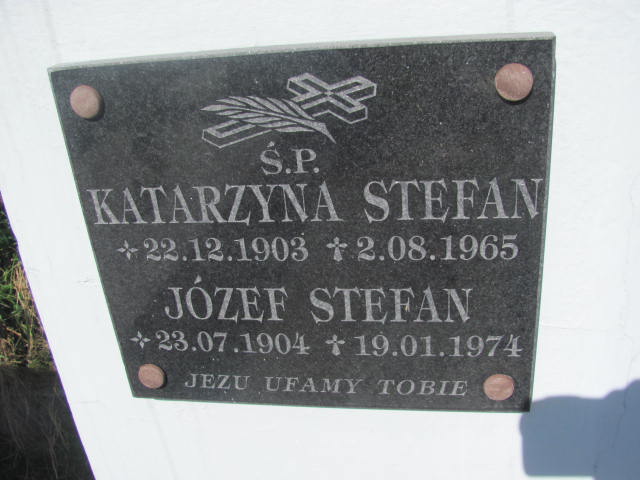 Ś.P.
KATARZYNA STEFAN
22.12.1903 ✝ 2.08.1965
JÓZEF STEFAN
23.07.1904 ✝ 19.01.1974
JEZU UFAMY TOBIE